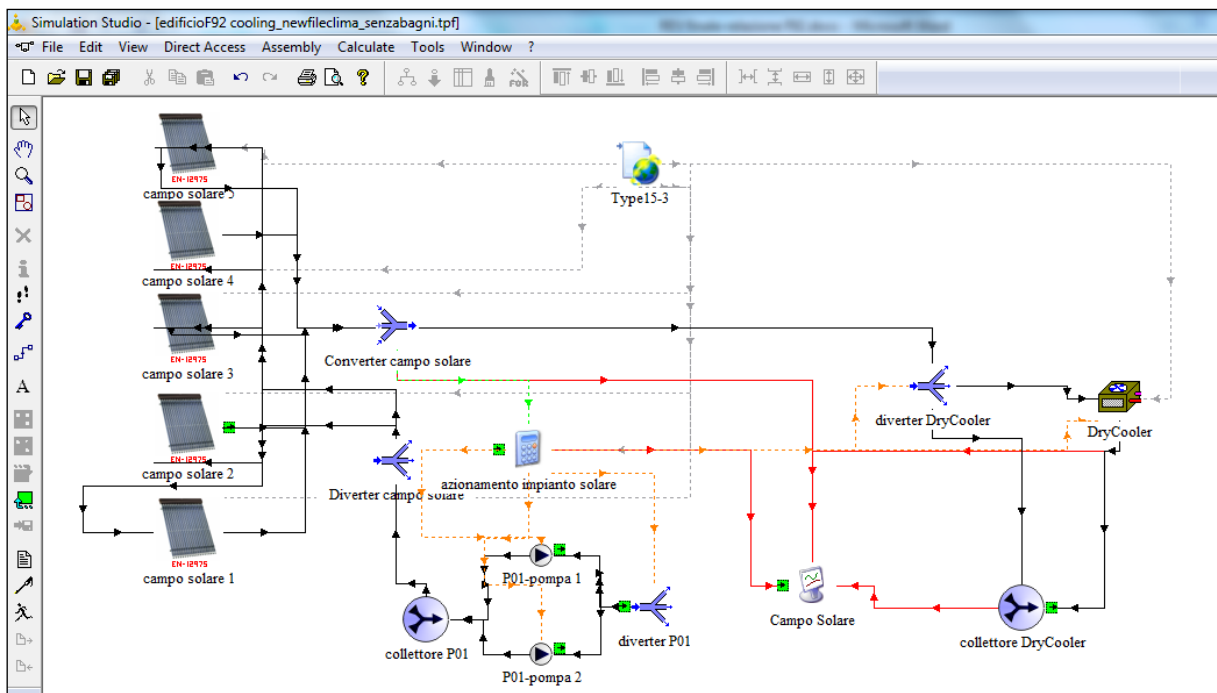 Simulation Studio - [edificioF92 cooling_newfileclima_senzabagni.tpf]
File Edit View Direct Access Assembly Calculate Tools Window ?
FOR
A
EN-12975
campo solare 5
Type15-3
EN-12975
campo solare 4
EN-12975
campo solare 3
Converter campo solare
diverter DryCooler
DryCooler
EN-12975
campo solare 2
Diverter campo solare
azionamento impianto solare
EN-12975
campo solare 1
P01-pompa 1
Campo Solare
collettore P01
diverter P01
collettore DryCooler
P01-pompa 2